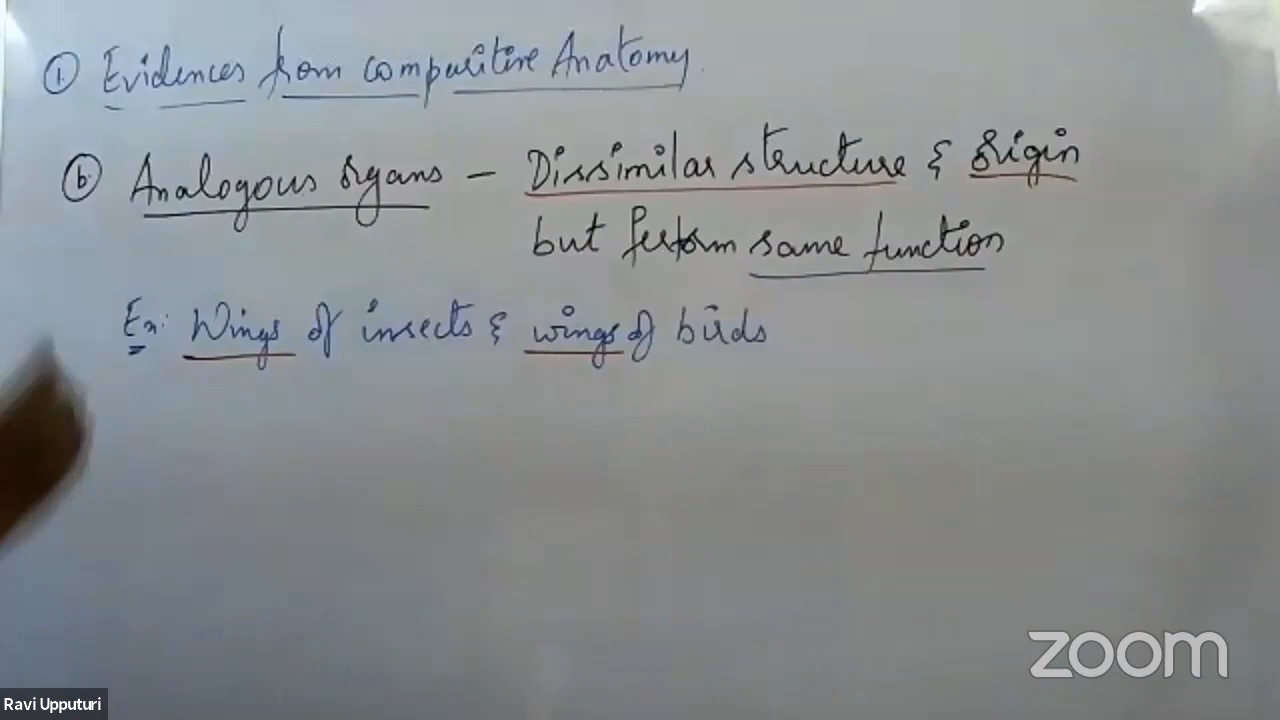 ① Evidences from comparitive Anatomy.
ⓑ Analogous organs - Dissimilar structure & Origin
but perform same function
Ex: Wings of insects & wings of birds
zoom
Ravi Upputuri